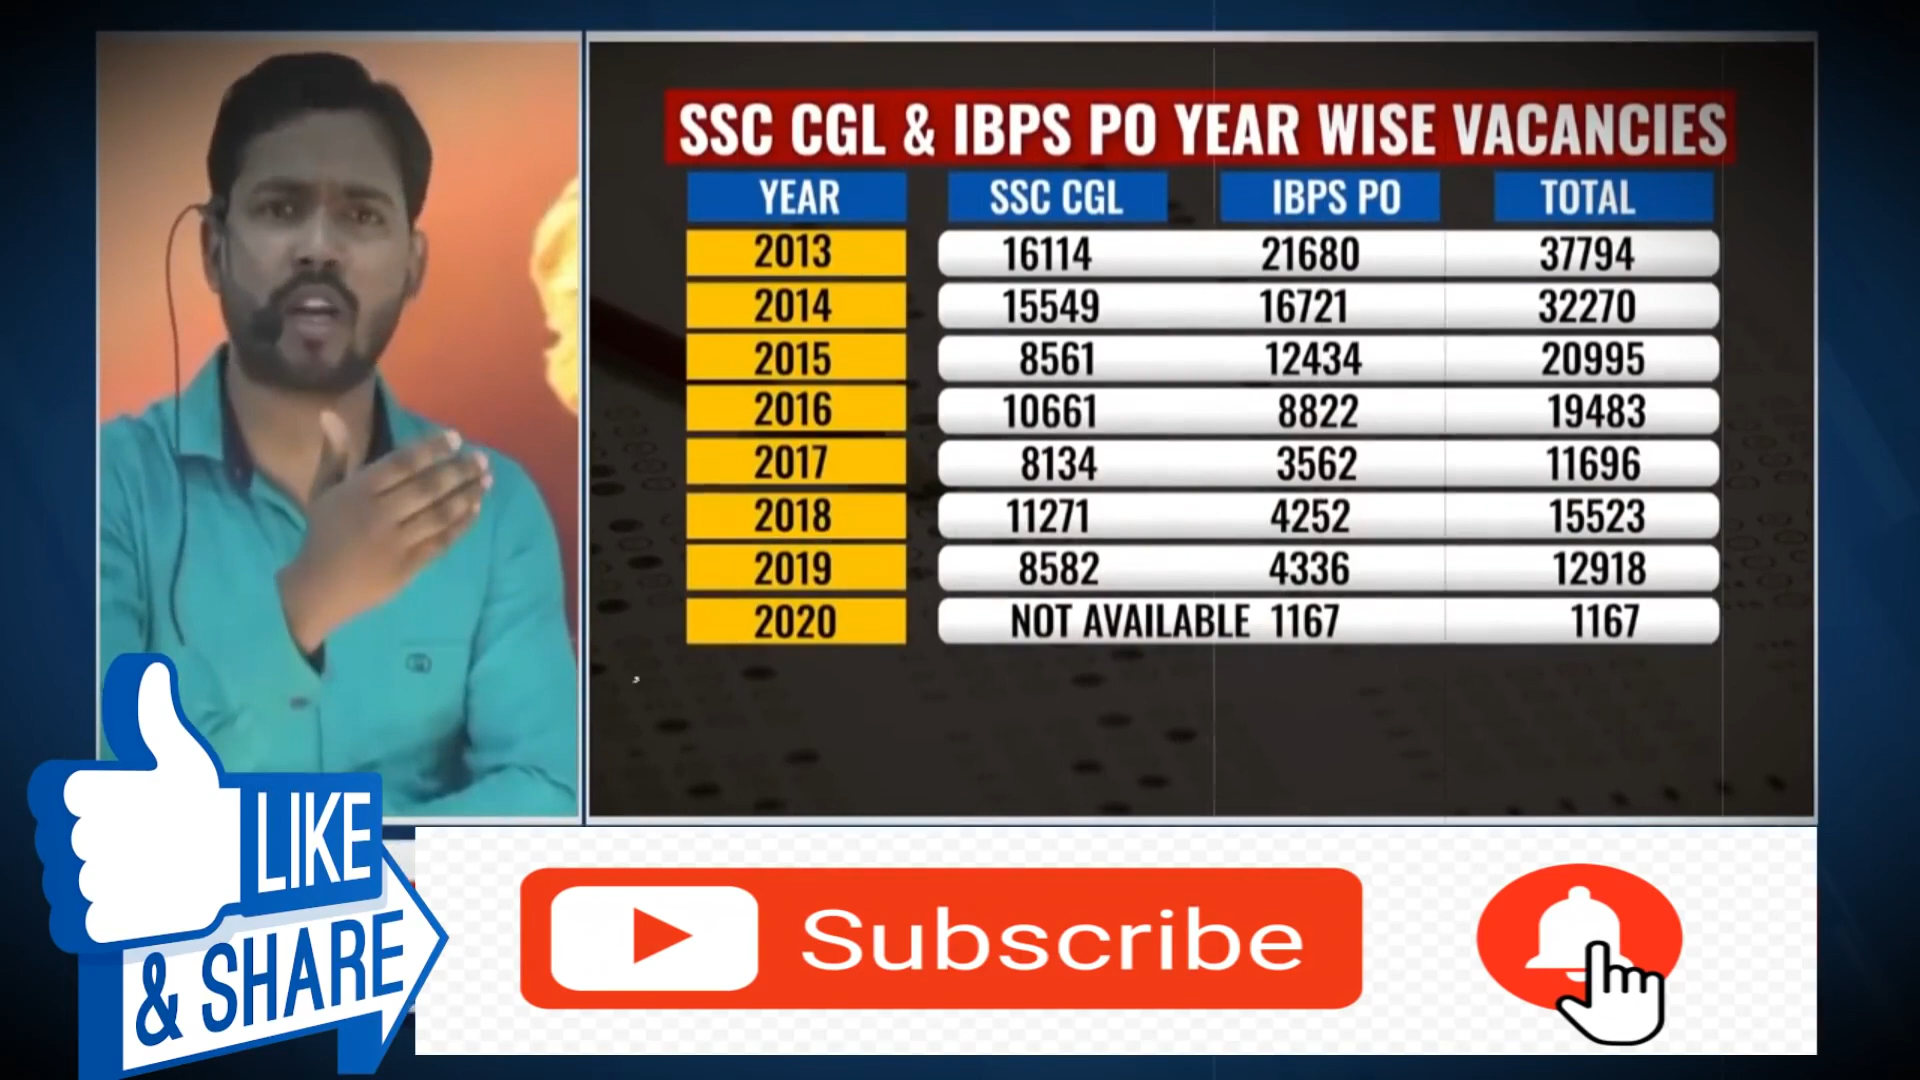 SSC CGL & IBPS PO YEAR WISE VACANCIES
YEAR SSC CGL IBPS PO TOTAL
2013 16114 21680 37794
2014 15549 16721 32270
2015 8561 12434 20995
2016 10661 8822 19483
2017 8134 3562 11696
2018 11271 4252 15523
2019 8582 4336 12918
2020 NOT AVAILABLE 1167 1167
LIKE
& SHARE
Subscribe